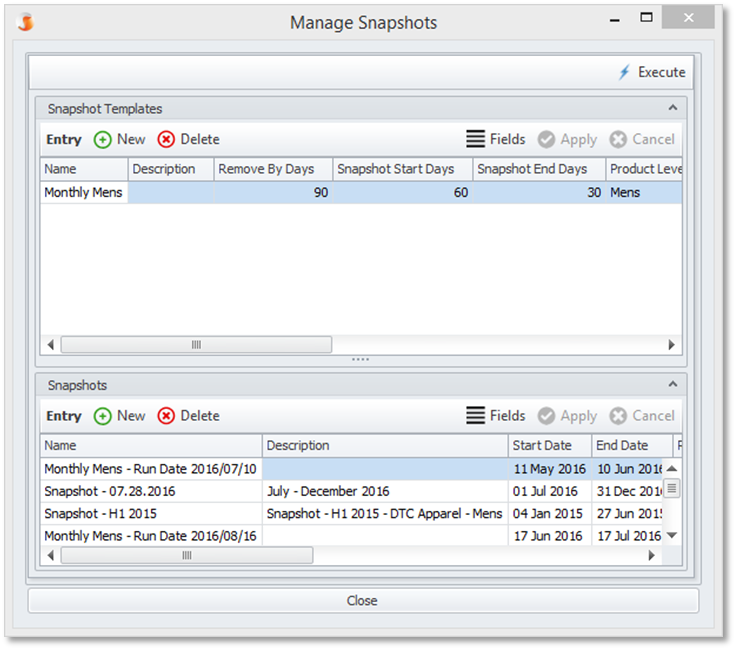 Manage Snapshots
Execute
Snapshot Templates
Entry New Delete Fields Apply Cancel
Name Description Remove By Days Snapshot Start Days Snapshot End Days Product Leve
Monthly Mens 90 60 30 Mens
Snapshots
Entry New Delete Fields Apply Cancel
Name Description Start Date End Date
Monthly Mens - Run Date 2016/07/10 11 May 2016 10 Jun 2016
Snapshot - 07.28.2016 July - December 2016 01 Jul 2016 31 Dec 2016
Snapshot - H1 2015 Snapshot - H1 2015 - DTC Apparel - Mens 04 Jan 2015 27 Jun 2015
Monthly Mens - Run Date 2016/08/16 17 Jun 2016 17 Jul 2016
Close